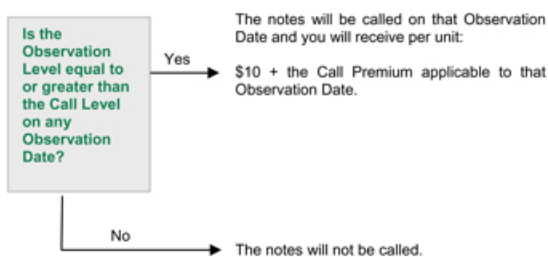 Is the
Observation
Level equal to
or greater than
the Call Level
on any
Observation
Date?
Yes
The notes will be called on that Observation
Date and you will receive per unit:
$10 + the Call Premium applicable to that
Observation Date.
No
The notes will not be called.